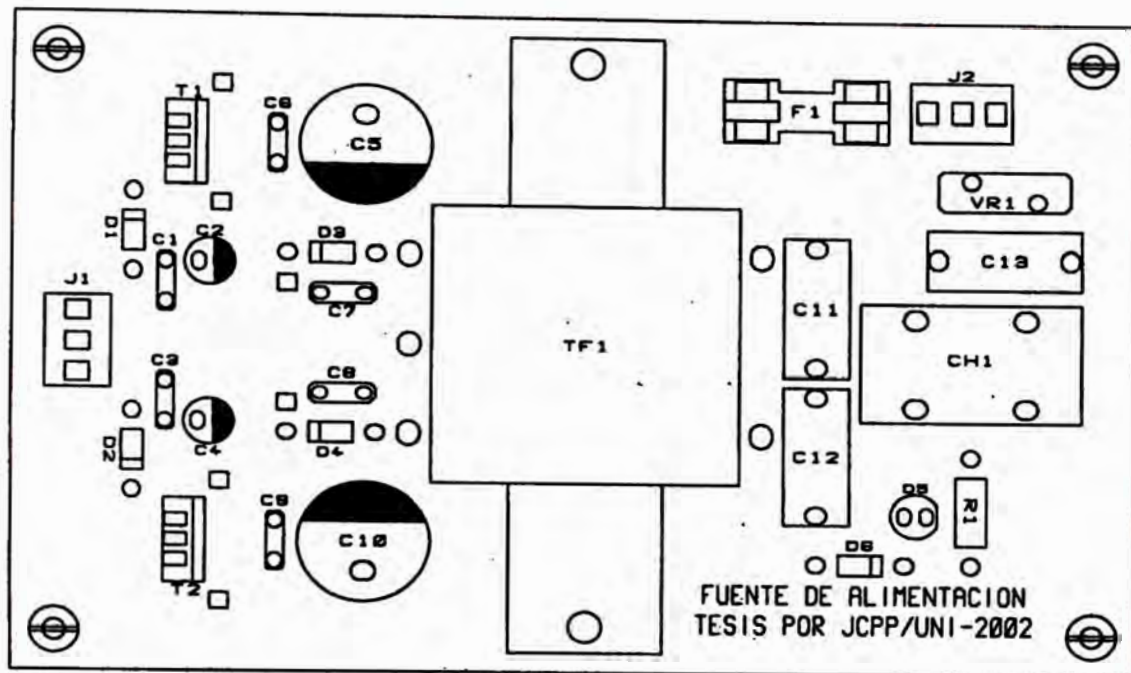 T1
C6
C5
F1
J2
VR1
D1
C1
C2
D3
C13
J1
C7
C11
TF1
CH1
C3
C8
C4
D2
D4
C12
C9
D5
R1
C10
D6
T2
FUENTE DE ALIMENTACION
TESIS POR JCPP/UNI-2002